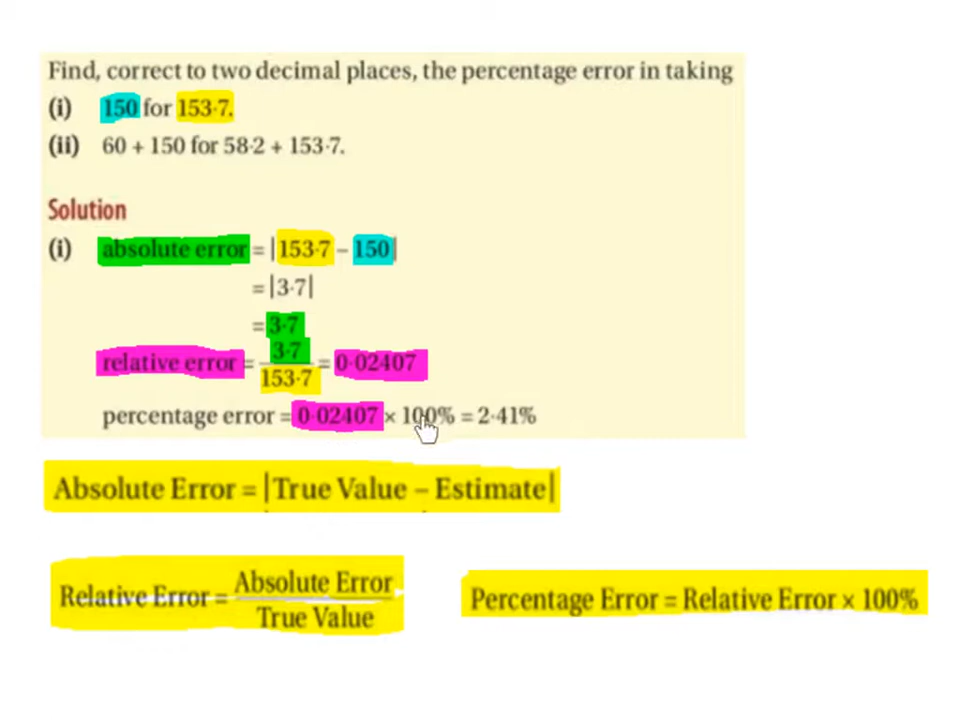 Find, correct to two decimal places, the percentage error in taking
(i) 150 for 153·7.
(ii) 60 + 150 for 58·2 + 153·7.
Solution
(i) absolute error = |153·7 – 150|
= |3·7|
= 3·7
relative error = 3·7 / 153·7 = 0·02407
percentage error = 0·02407 × 100% = 2·41%
Absolute Error = |True Value – Estimate|
Relative Error = Absolute Error / True Value
Percentage Error = Relative Error × 100%